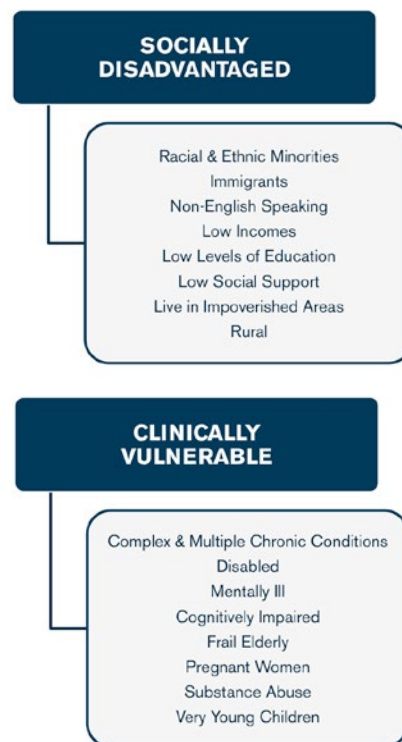 SOCIALLY
DISADVANTAGED
Racial & Ethnic Minorities
Immigrants
Non-English Speaking
Low Incomes
Low Levels of Education
Low Social Support
Live in Impoverished Areas
Rural
CLINICALLY
VULNERABLE
Complex & Multiple Chronic Conditions
Disabled
Mentally Ill
Cognitively Impaired
Frail Elderly
Pregnant Women
Substance Abuse
Very Young Children